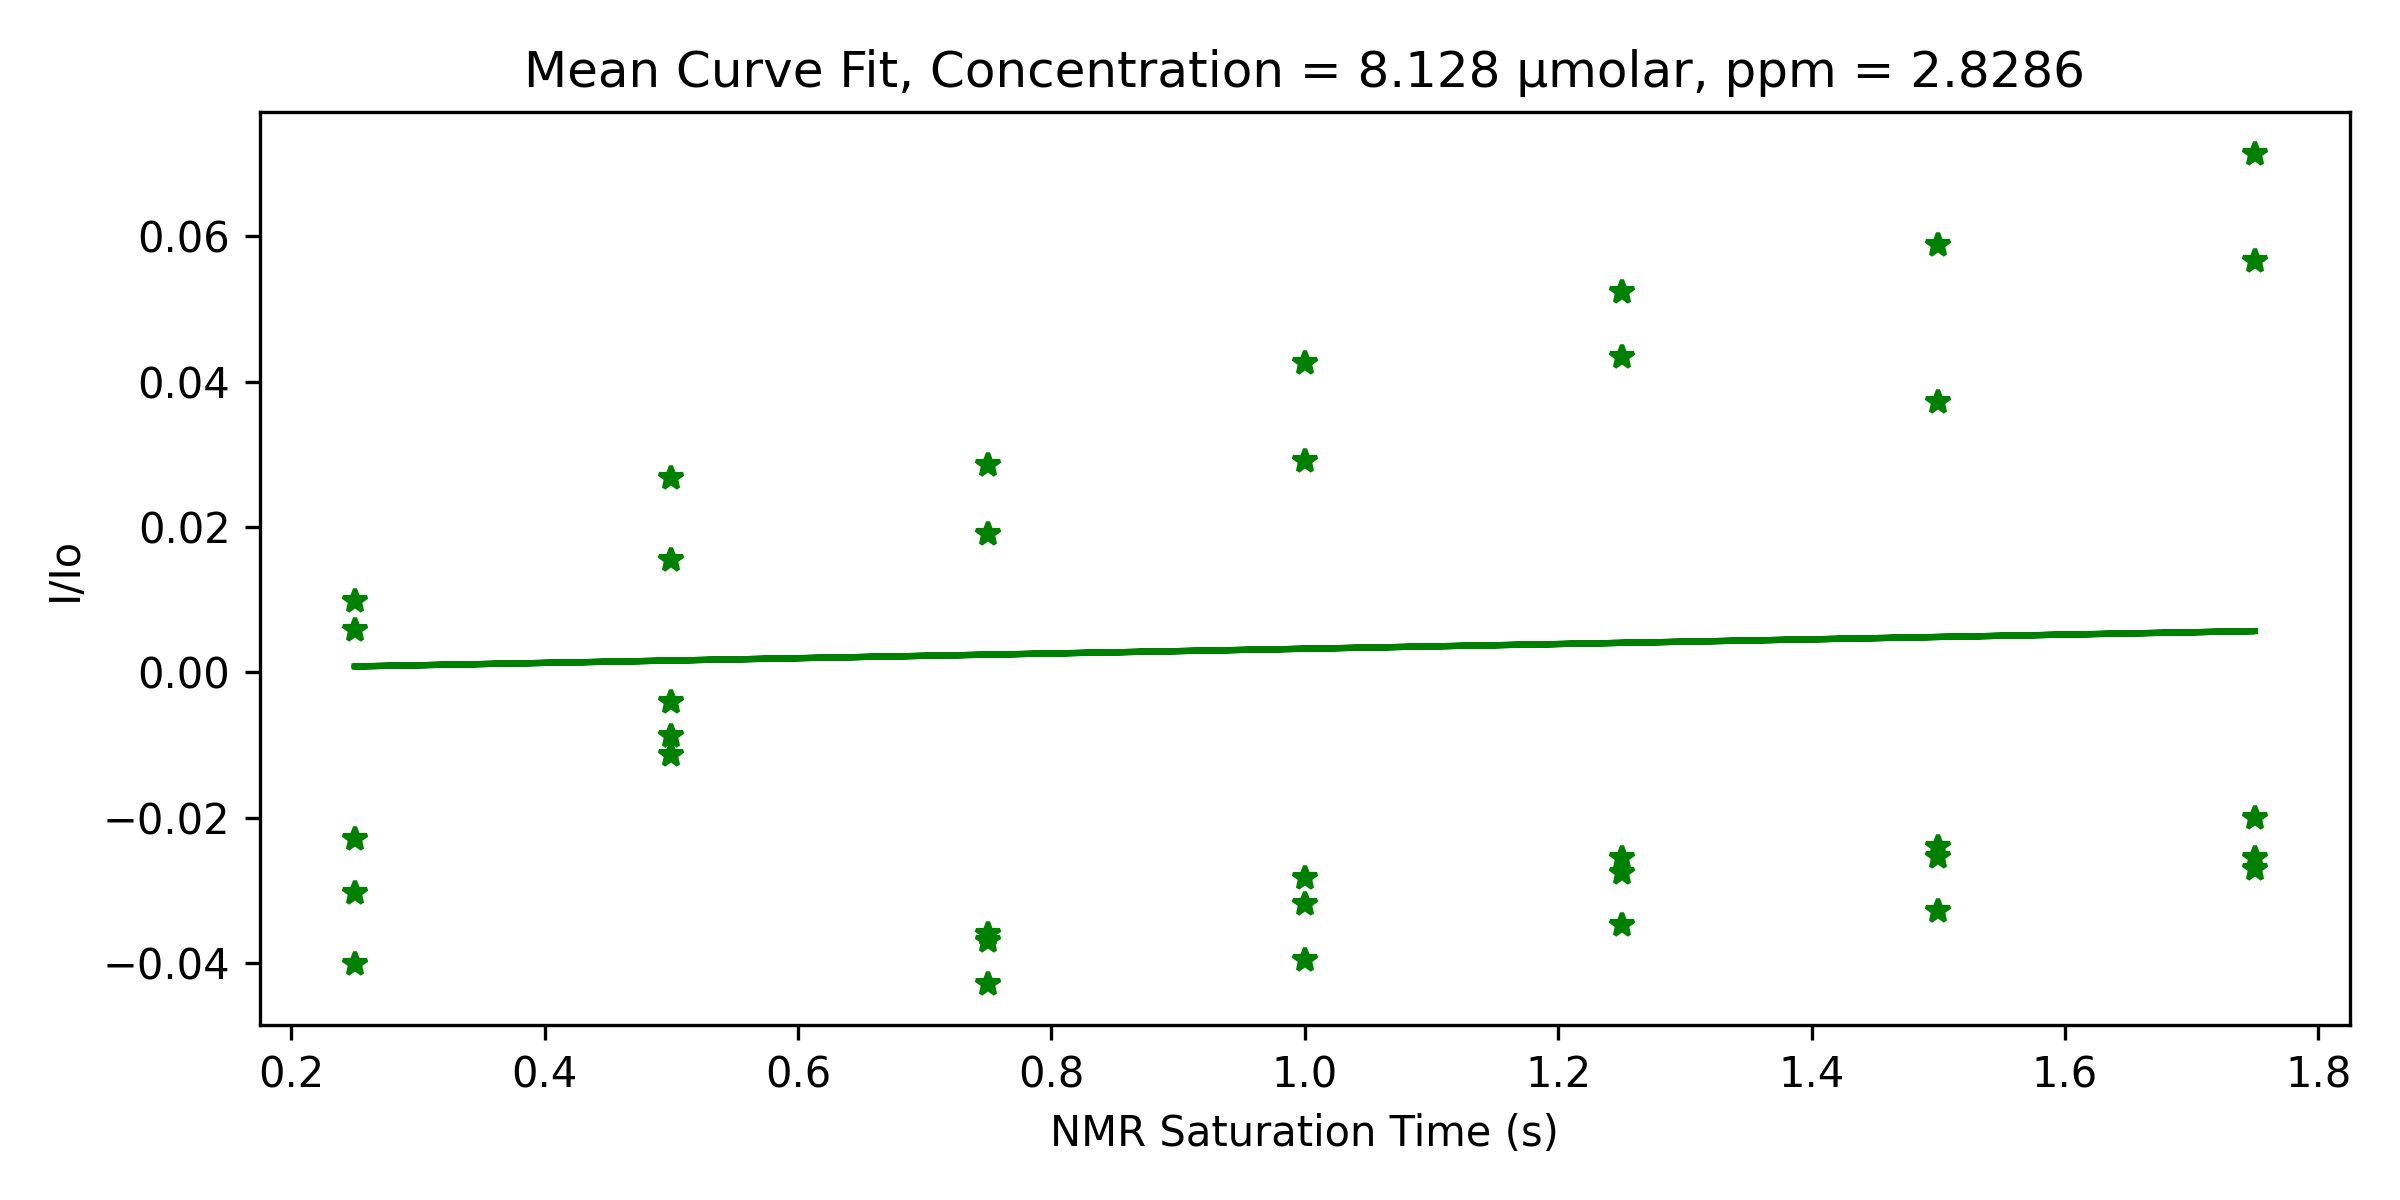 Mean Curve Fit, Concentration = 8.128 µmolar, ppm = 2.8286
0.06
0.04
0.02
0.00
−0.02
−0.04
I/Io
0.2 0.4 0.6 0.8 1.0 1.2 1.4 1.6 1.8
NMR Saturation Time (s)